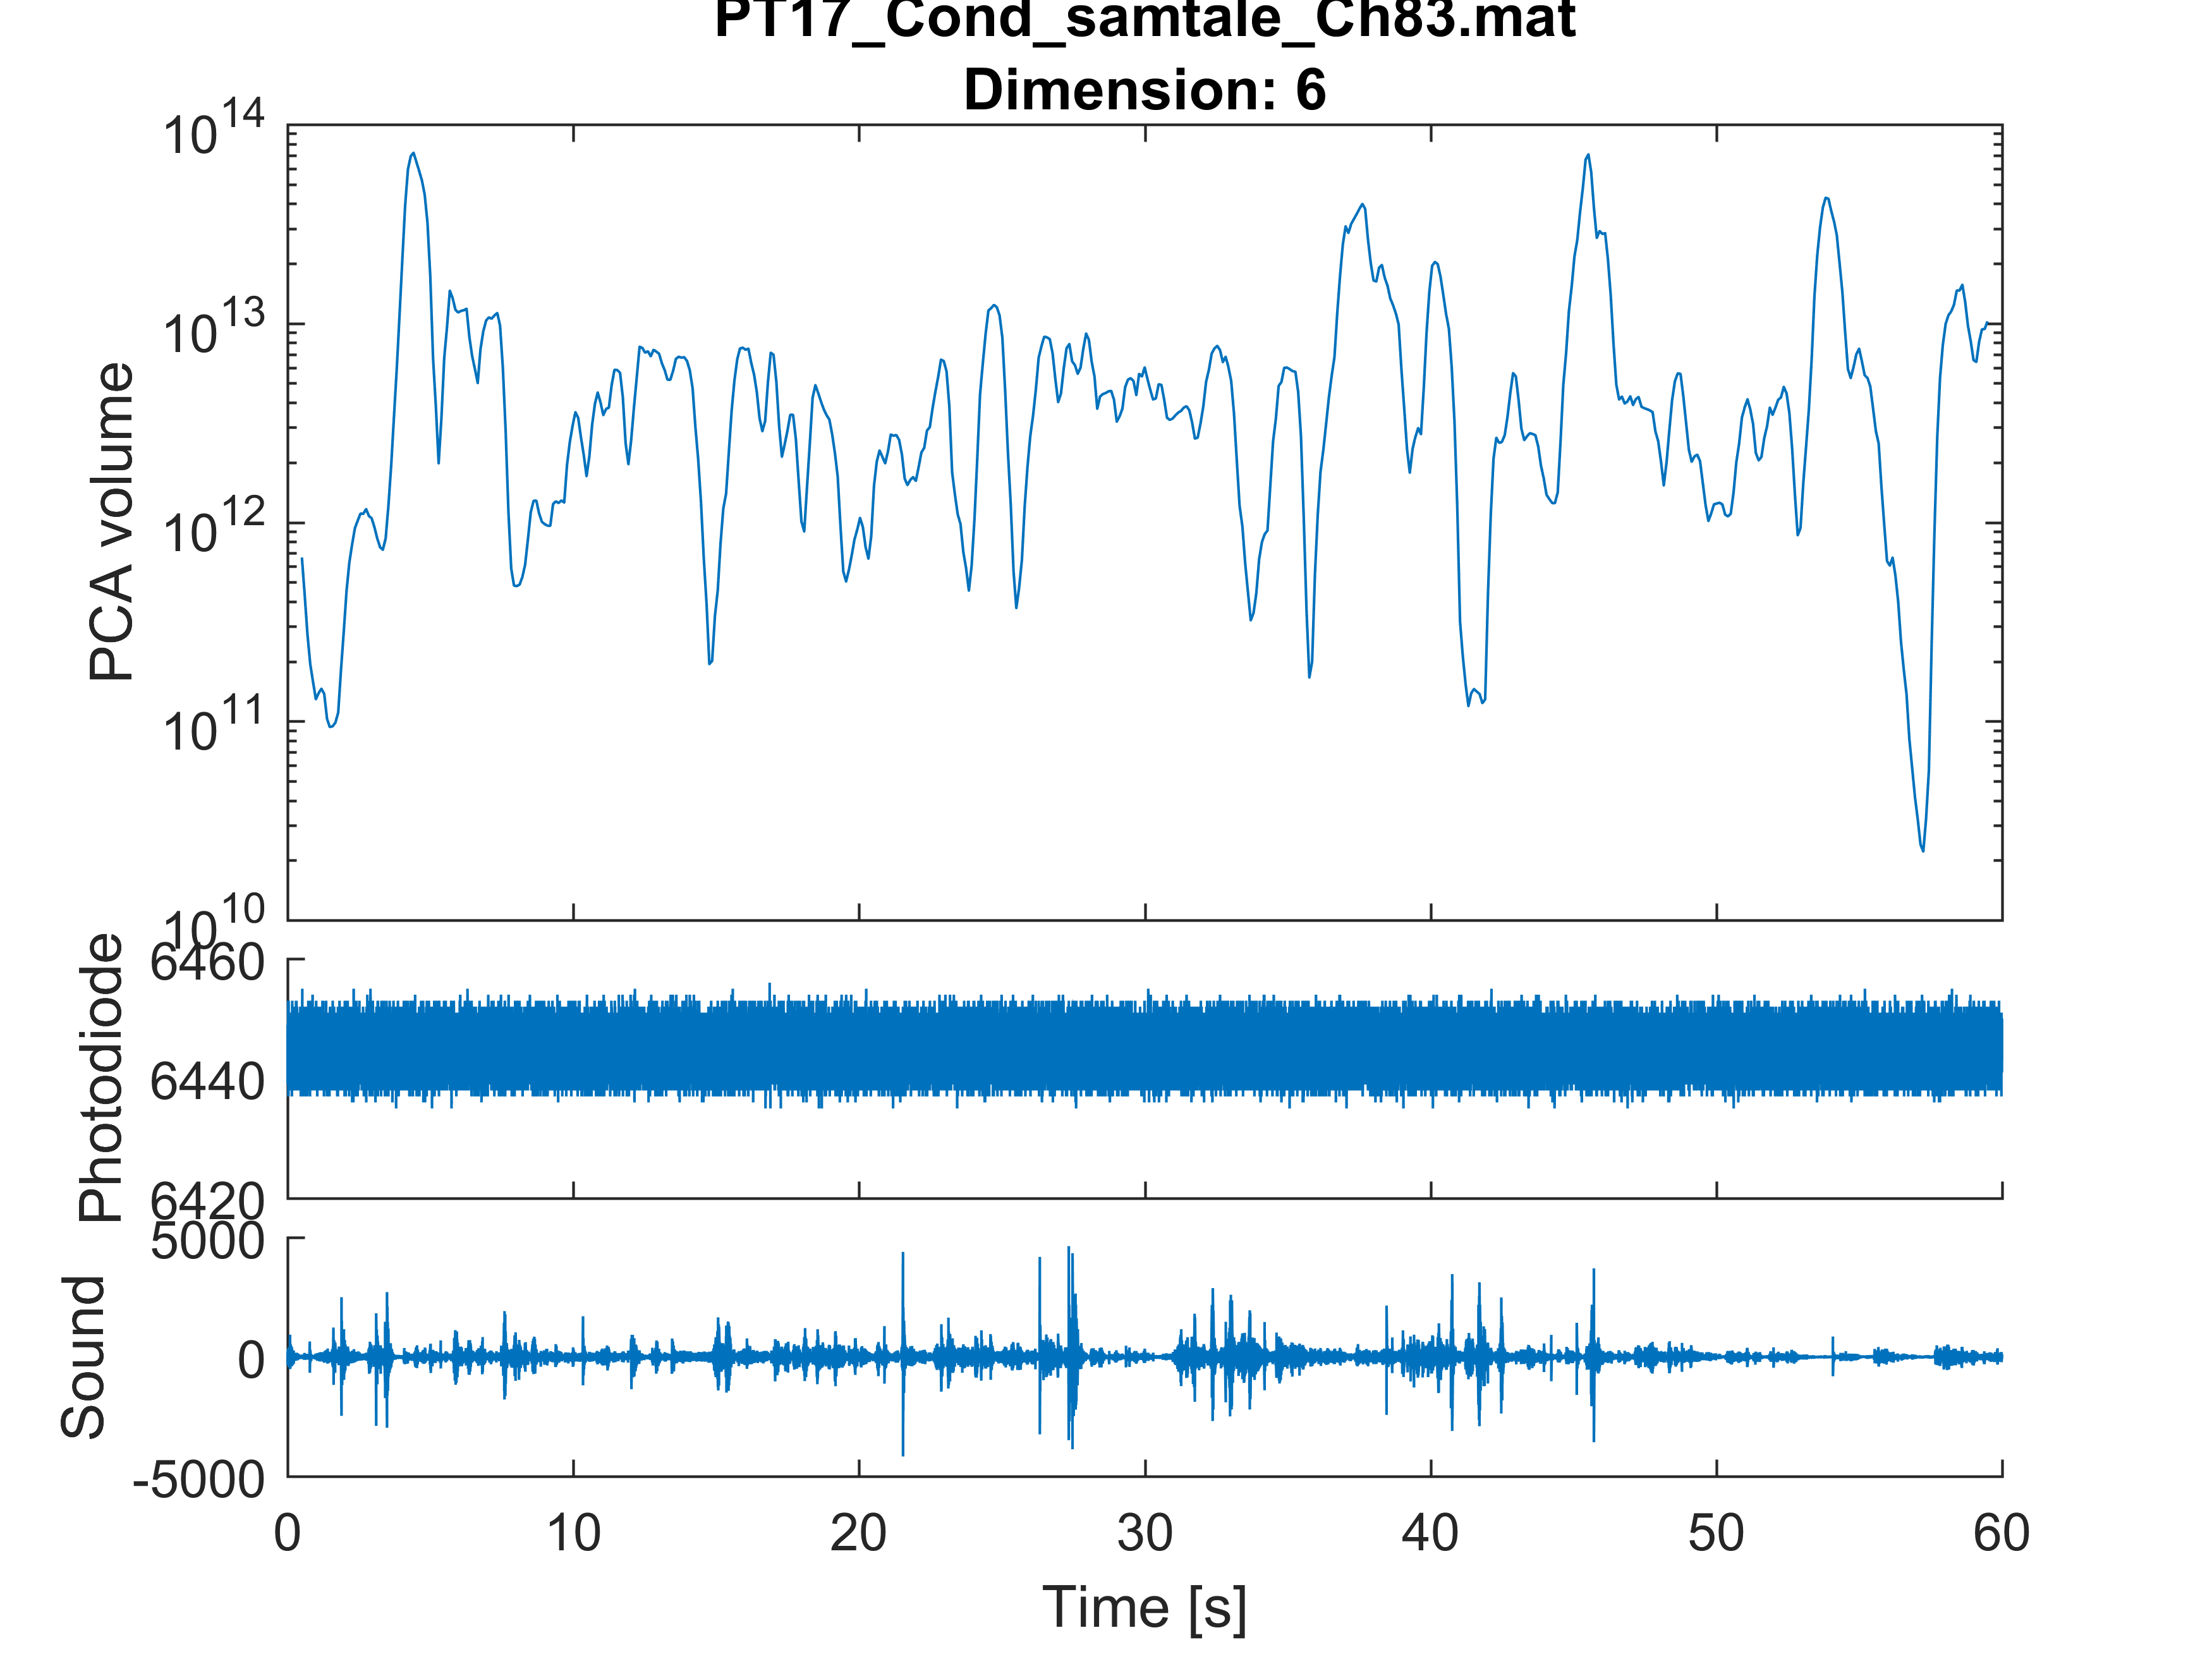 PT17_Cond_samtale_Ch83.mat
Dimension: 6
10^14
10^13
10^12
10^11
10^10
PCA volume
6460
6440
6420
Photodiode
5000
0
-5000
Sound
0 10 20 30 40 50 60
Time [s]